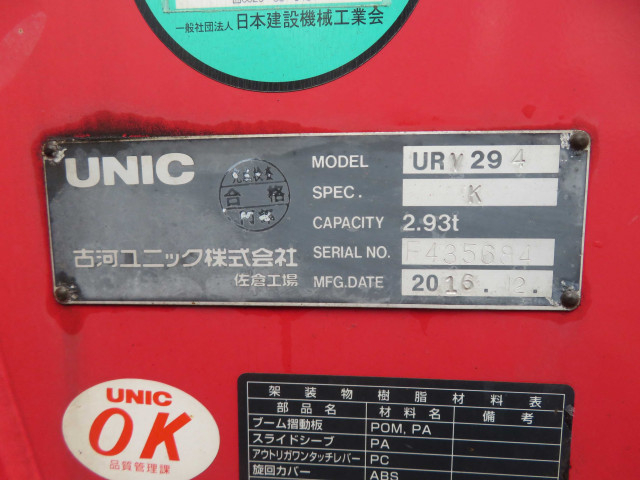 一般社団法人 日本建設機械工業会
UNIC
合格
古河ユニック株式会社
佐倉工場
MODEL URV294
SPEC. K
CAPACITY 2.93t
SERIAL NO. F435684
MFG.DATE 2016.
UNIC
OK
品質管理課
架装物樹脂材料表
部品名 材料名 備考
ブーム摺動板 POM, PA
スライドシーブ PA
アウトリガワンタッチレバー PC
旋回カバー ABS